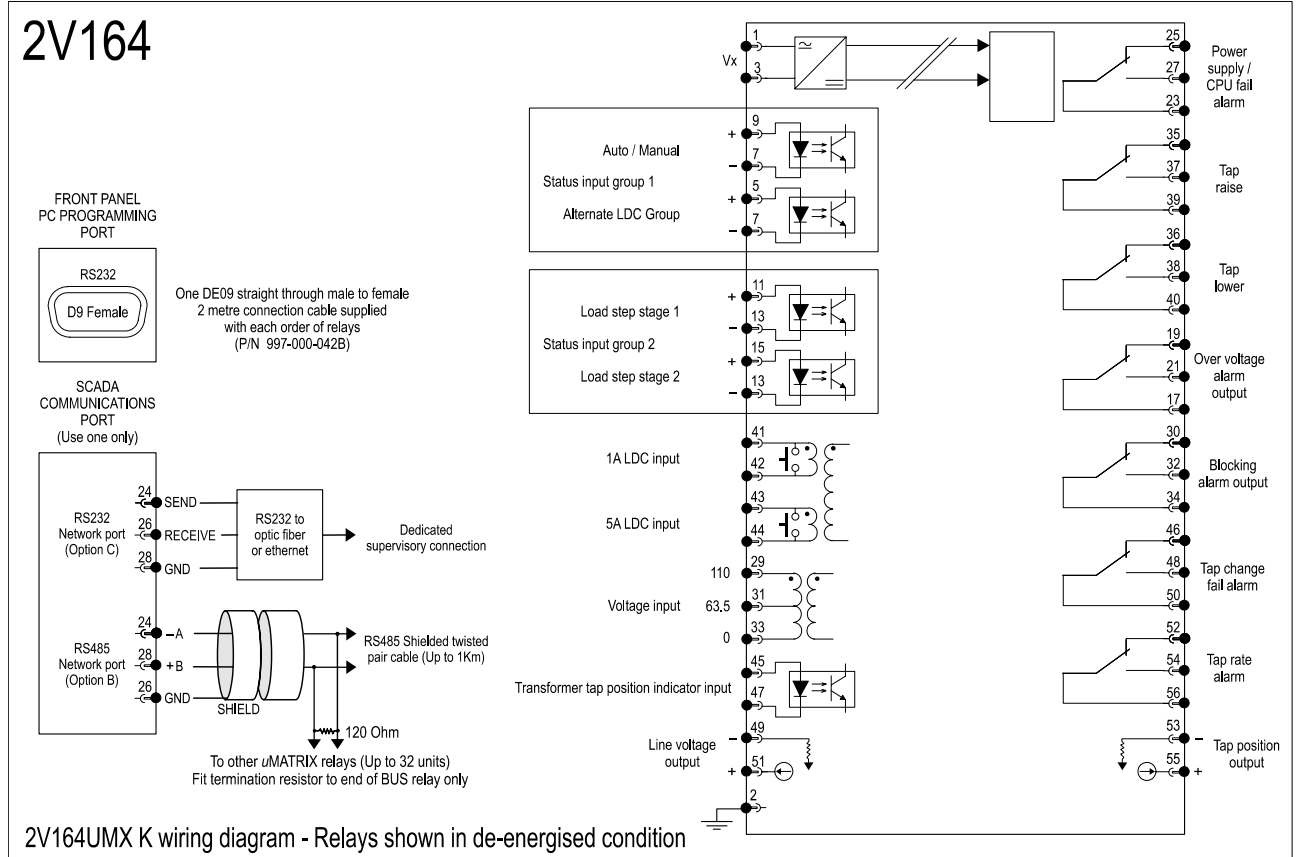 2V164
FRONT PANEL
PC PROGRAMMING
PORT
RS232
D9 Female
One DE09 straight through male to female
2 metre connection cable supplied
with each order of relays
(P/N 997-000-042B)
SCADA
COMMUNICATIONS
PORT
(Use one only)
RS232
Network port
(Option C)
24
SEND
26
RECEIVE
28
GND
RS232 to
optic fiber
or ethernet
Dedicated
supervisory connection
RS485
Network port
(Option B)
24
–A
28
+B
26
GND
SHIELD
RS485 Shielded twisted
pair cable (Up to 1Km)
120 Ohm
To other uMATRIX relays (Up to 32 units)
Fit termination resistor to end of BUS relay only
Vx
1
3
Auto / Manual
+
9
–
7
Status input group 1
Alternate LDC Group
+
5
–
7
Load step stage 1
+
11
–
13
Status input group 2
Load step stage 2
+
15
–
13
1A LDC input
41
42
5A LDC input
43
44
Voltage input
110
29
63.5
31
0
33
Transformer tap position indicator input
45
47
Line voltage
output
–
49
+
51
2
25
27
23
Power
supply /
CPU fail
alarm
35
37
39
Tap
raise
36
38
40
Tap
lower
19
21
17
Over voltage
alarm
output
30
32
34
Blocking
alarm output
46
48
50
Tap change
fail alarm
52
54
56
Tap rate
alarm
53
–
55
+
Tap position
output
2V164UMX K wiring diagram - Relays shown in de-energised condition